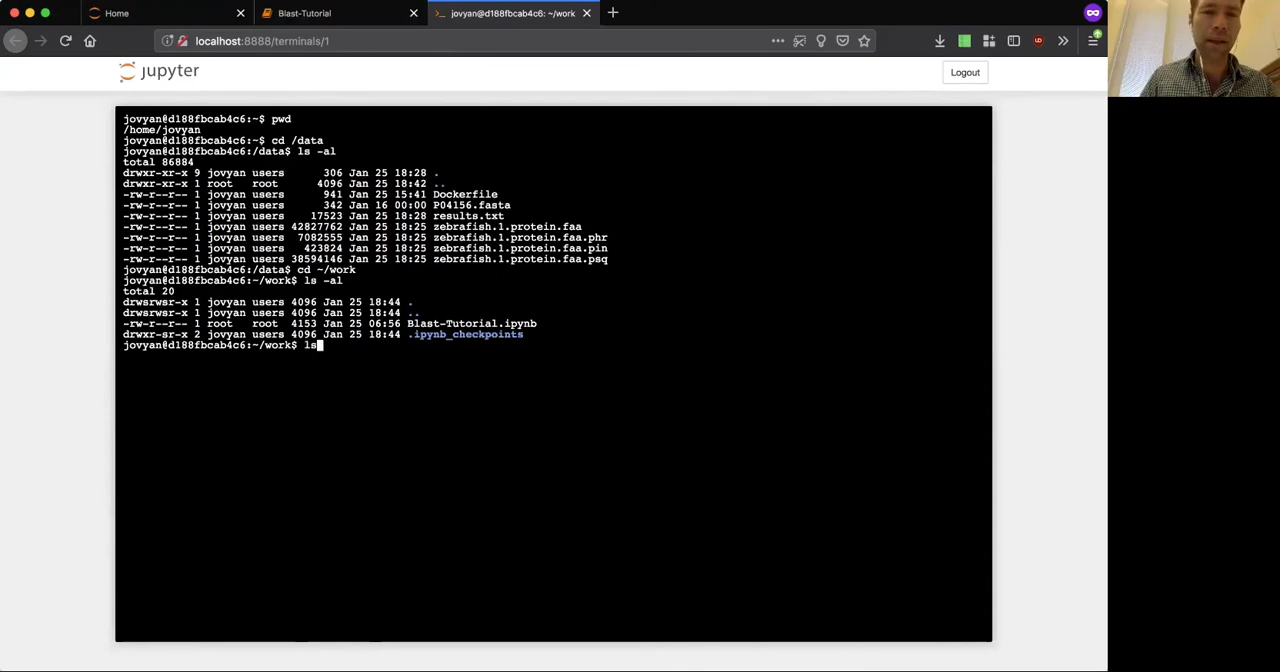 Home
Blast-Tutorial
jovyan@d188fbcab4c6: ~/work
localhost:8888/terminals/1
jupyter
Logout
jovyan@d188fbcab4c6:~$ pwd
/home/jovyan
jovyan@d188fbcab4c6:~$ cd /data
jovyan@d188fbcab4c6:/data$ ls -al
total 86884
drwxr-xr-x 9 jovyan users      306 Jan 25 18:28 .
drwxr-xr-x 1 root   root      4096 Jan 25 18:42 ..
-rw-r--r-- 1 jovyan users      941 Jan 25 15:41 Dockerfile
-rw-r--r-- 1 jovyan users      342 Jan 16 00:00 P04156.fasta
-rw-r--r-- 1 jovyan users    17523 Jan 25 18:28 results.txt
-rw-r--r-- 1 jovyan users 42827762 Jan 25 18:25 zebrafish.1.protein.faa
-rw-r--r-- 1 jovyan users  7082555 Jan 25 18:25 zebrafish.1.protein.faa.phr
-rw-r--r-- 1 jovyan users   423824 Jan 25 18:25 zebrafish.1.protein.faa.pin
-rw-r--r-- 1 jovyan users 38594146 Jan 25 18:25 zebrafish.1.protein.faa.psq
jovyan@d188fbcab4c6:/data$ cd ~/work
jovyan@d188fbcab4c6:~/work$ ls -al
total 20
drwsrwsr-x 1 jovyan users 4096 Jan 25 18:44 .
drwsrwsr-x 1 jovyan users 4096 Jan 25 18:44 ..
-rw-r--r-- 1 root   root  4153 Jan 25 06:56 Blast-Tutorial.ipynb
drwxr-sr-x 2 jovyan users 4096 Jan 25 18:44 .ipynb_checkpoints
jovyan@d188fbcab4c6:~/work$ ls